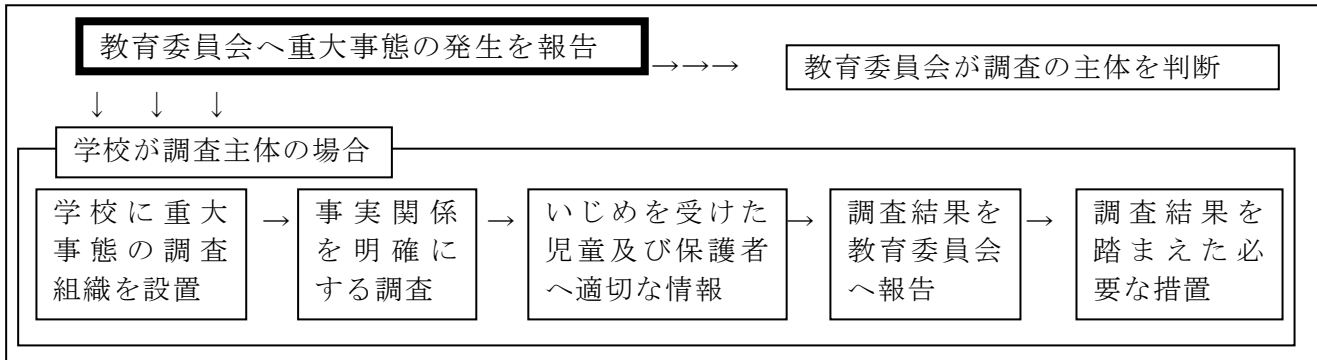 教育委員会へ重大事態の発生を報告
→→→
教育委員会が調査の主体を判断
↓ ↓ ↓
学校が調査主体の場合
学校に重大
事態の調査
組織を設置
→
事実関係
を明確に
する調査
→
いじめを受けた
児童及び保護者
へ適切な情報
→
調査結果を
教育委員会
へ報告
→
調査結果を
踏まえた必
要な措置